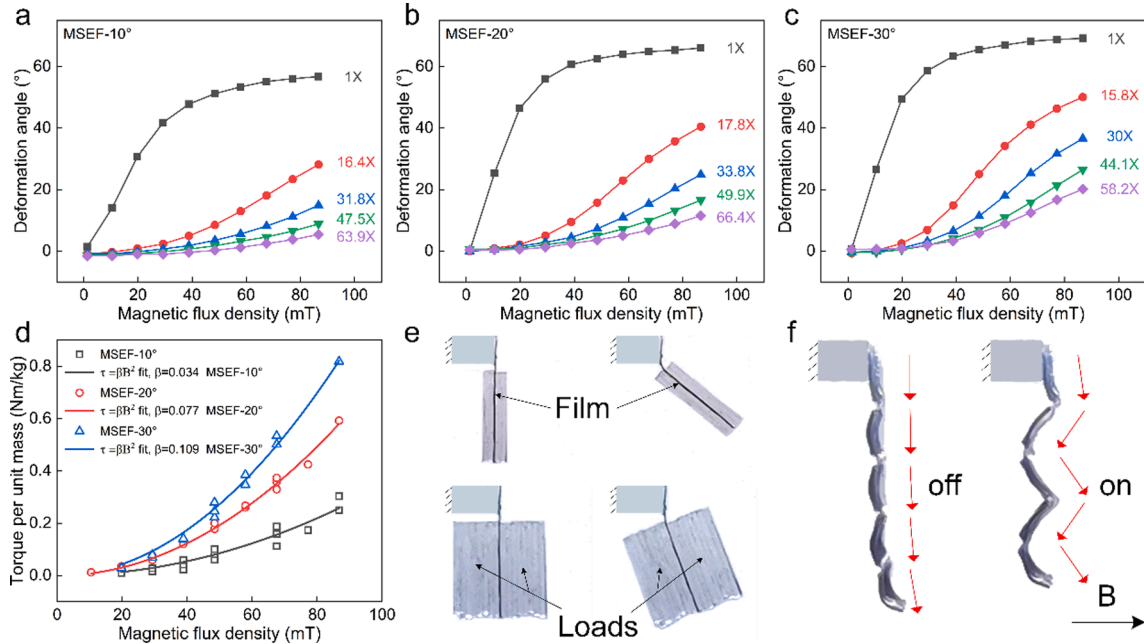 a
MSEF-10°
Deformation angle (°)
60
40
20
0
1X
16.4X
31.8X
47.5X
63.9X
0 20 40 60 80 100
Magnetic flux density (mT)
b
MSEF-20°
Deformation angle (°)
60
40
20
0
1X
17.8X
33.8X
49.9X
66.4X
0 20 40 60 80 100
Magnetic flux density (mT)
c
MSEF-30°
Deformation angle (°)
60
40
20
0
1X
15.8X
30X
44.1X
58.2X
0 20 40 60 80 100
Magnetic flux density (mT)
d
Torque per unit mass (Nm/kg)
0.8
0.6
0.4
0.2
0.0
MSEF-10°
τ =βB² fit, β=0.034 MSEF-10°
MSEF-20°
τ =βB² fit, β=0.077 MSEF-20°
MSEF-30°
τ =βB² fit, β=0.109 MSEF-30°
0 20 40 60 80 100
Magnetic flux density (mT)
e
Film
Loads
f
off
on
B